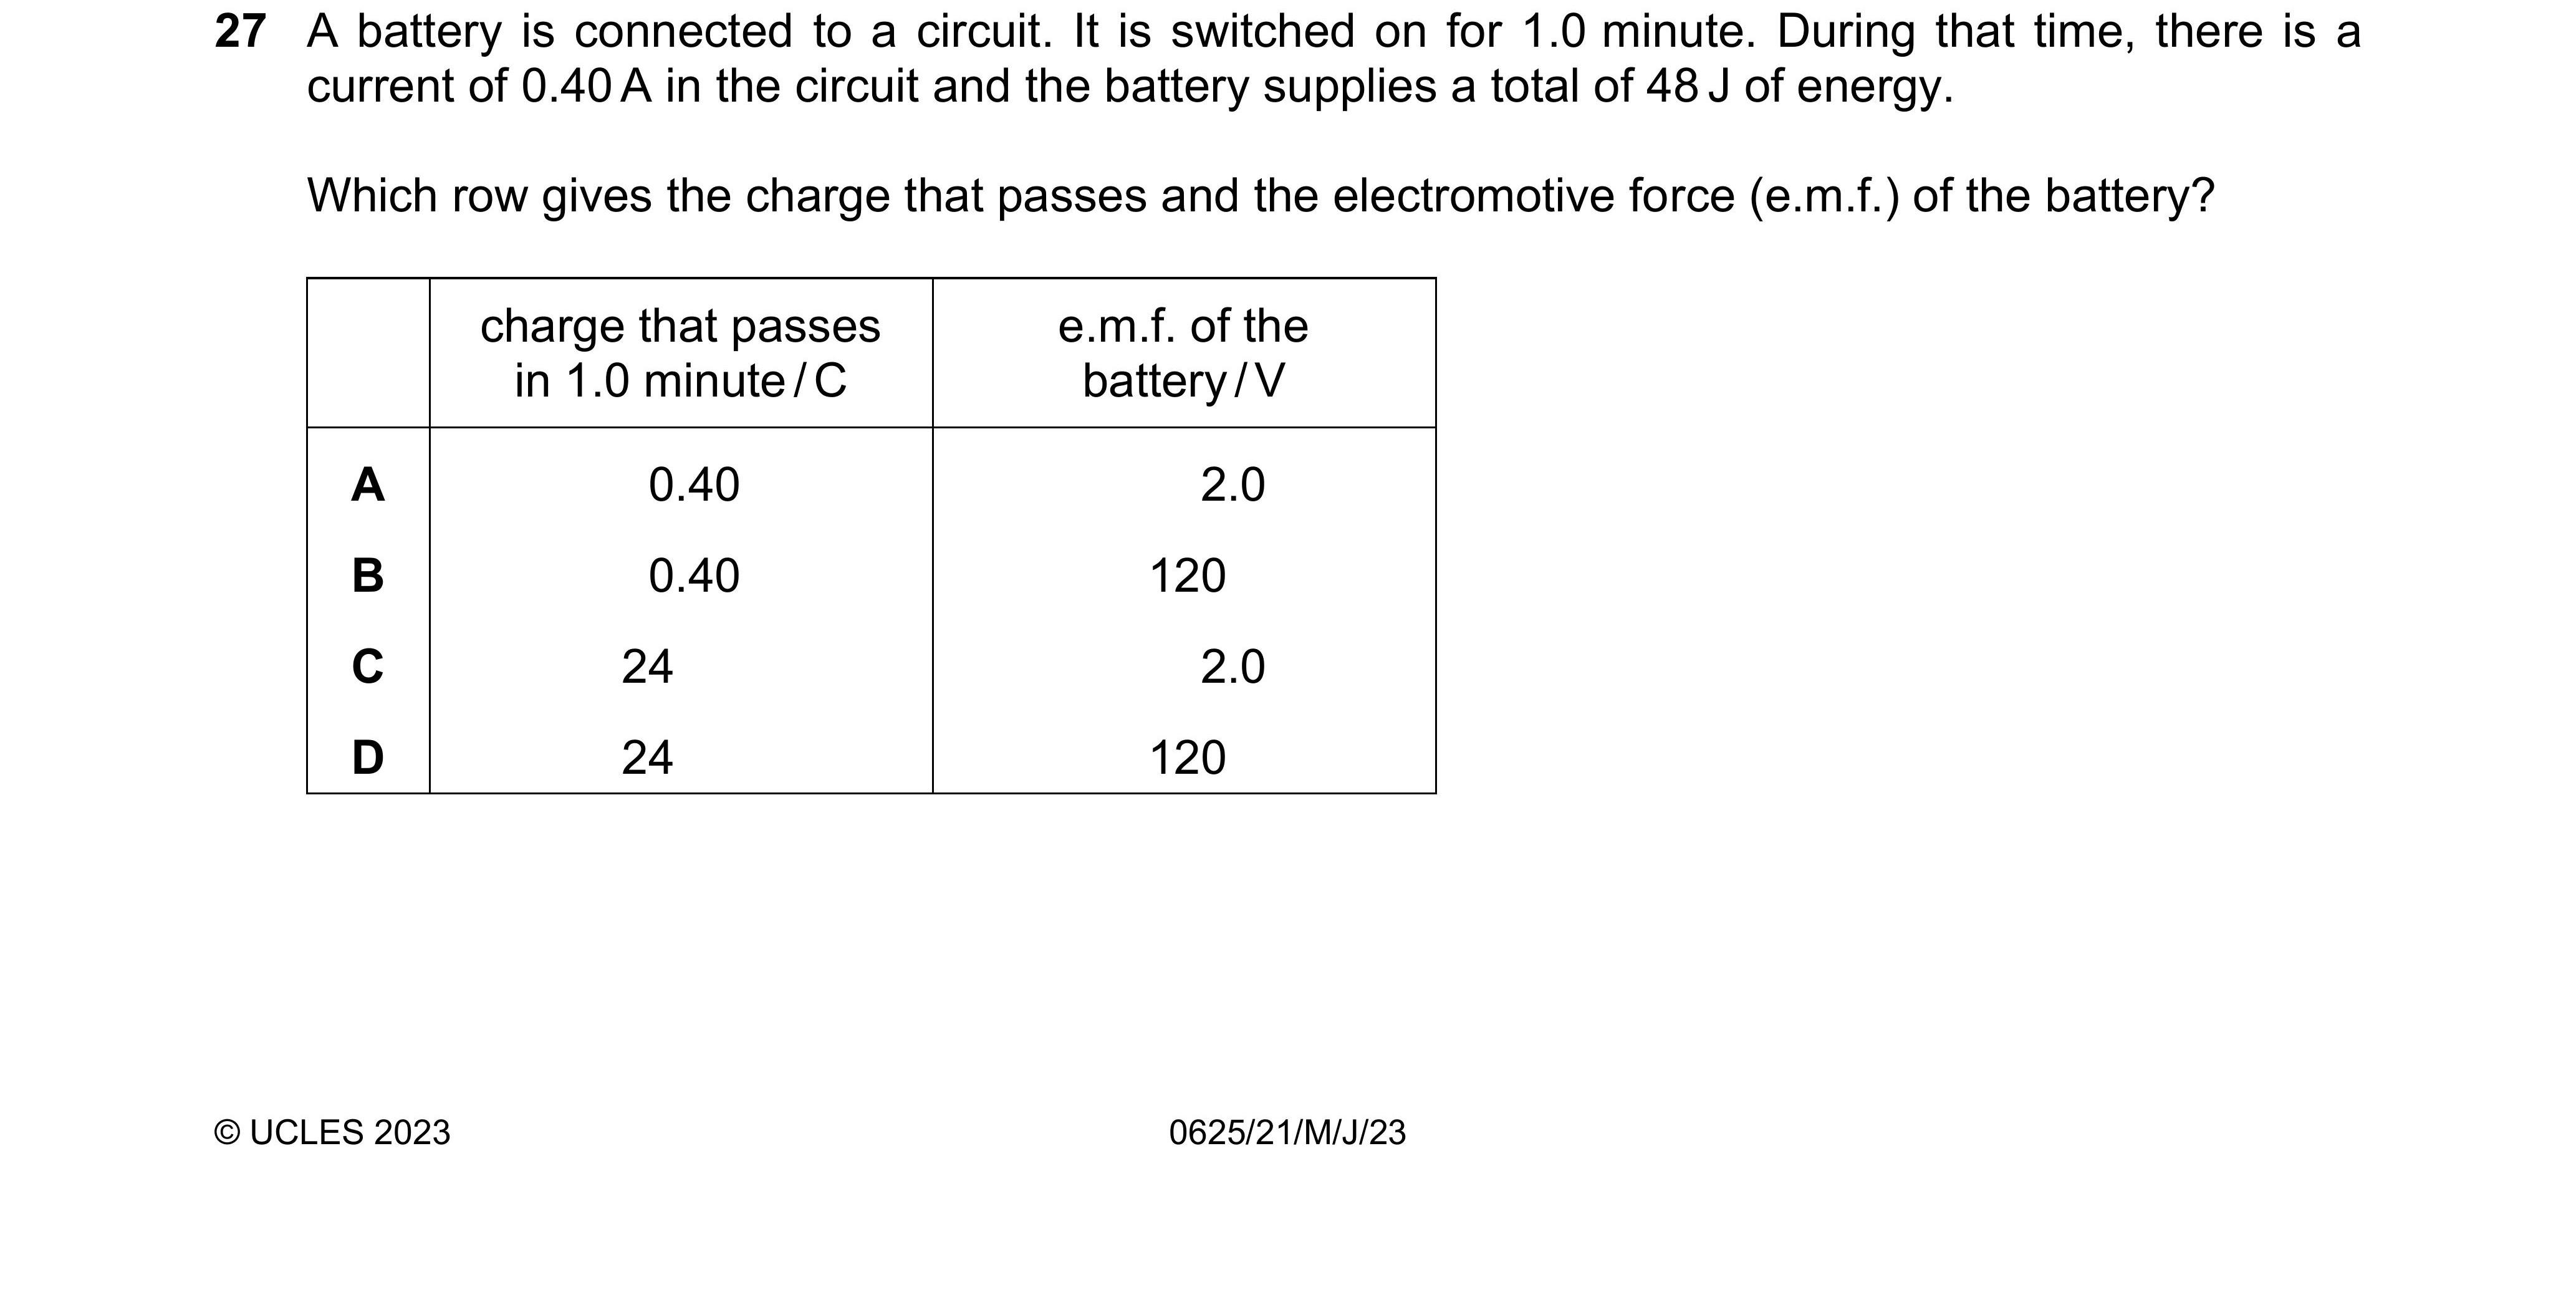 27 A battery is connected to a circuit. It is switched on for 1.0 minute. During that time, there is a
current of 0.40 A in the circuit and the battery supplies a total of 48 J of energy.
Which row gives the charge that passes and the electromotive force (e.m.f.) of the battery?
charge that passes in 1.0 minute / C
e.m.f. of the battery / V
A 0.40 2.0
B 0.40 120
C 24 2.0
D 24 120
© UCLES 2023 0625/21/M/J/23